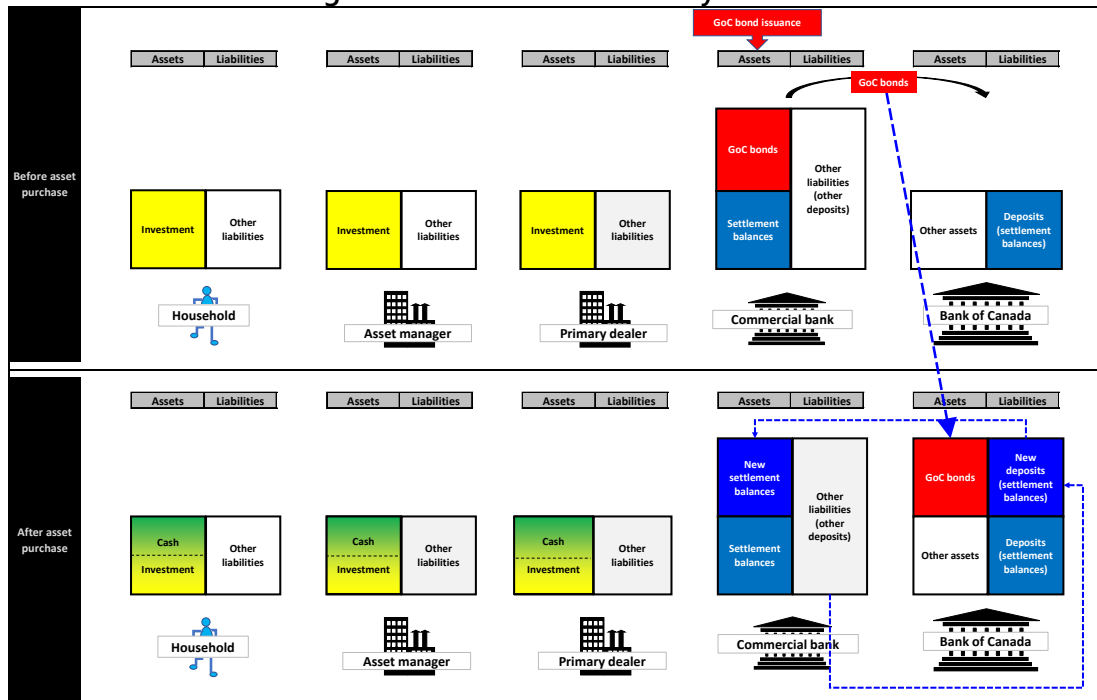 GoC bond issuance
Assets Liabilities
Assets Liabilities
Assets Liabilities
Assets Liabilities
Assets Liabilities
GoC bonds
Before asset
purchase
Investment
Other
liabilities
Investment
Other
liabilities
Investment
Other
liabilities
GoC bonds
Settlement
balances
Other
liabilities
(other
deposits)
Other assets
Deposits
(settlement
balances)
Household
Asset manager
Primary dealer
Commercial bank
Bank of Canada
After asset
purchase
Assets Liabilities
Assets Liabilities
Assets Liabilities
Assets Liabilities
Assets Liabilities
Cash
Investment
Other
liabilities
Cash
Investment
Other
liabilities
Cash
Investment
Other
liabilities
New
settlement
balances
Settlement
balances
Other
liabilities
(other
deposits)
GoC bonds
Other assets
New
deposits
(settlement
balances)
Deposits
(settlement
balances)
Household
Asset manager
Primary dealer
Commercial bank
Bank of Canada